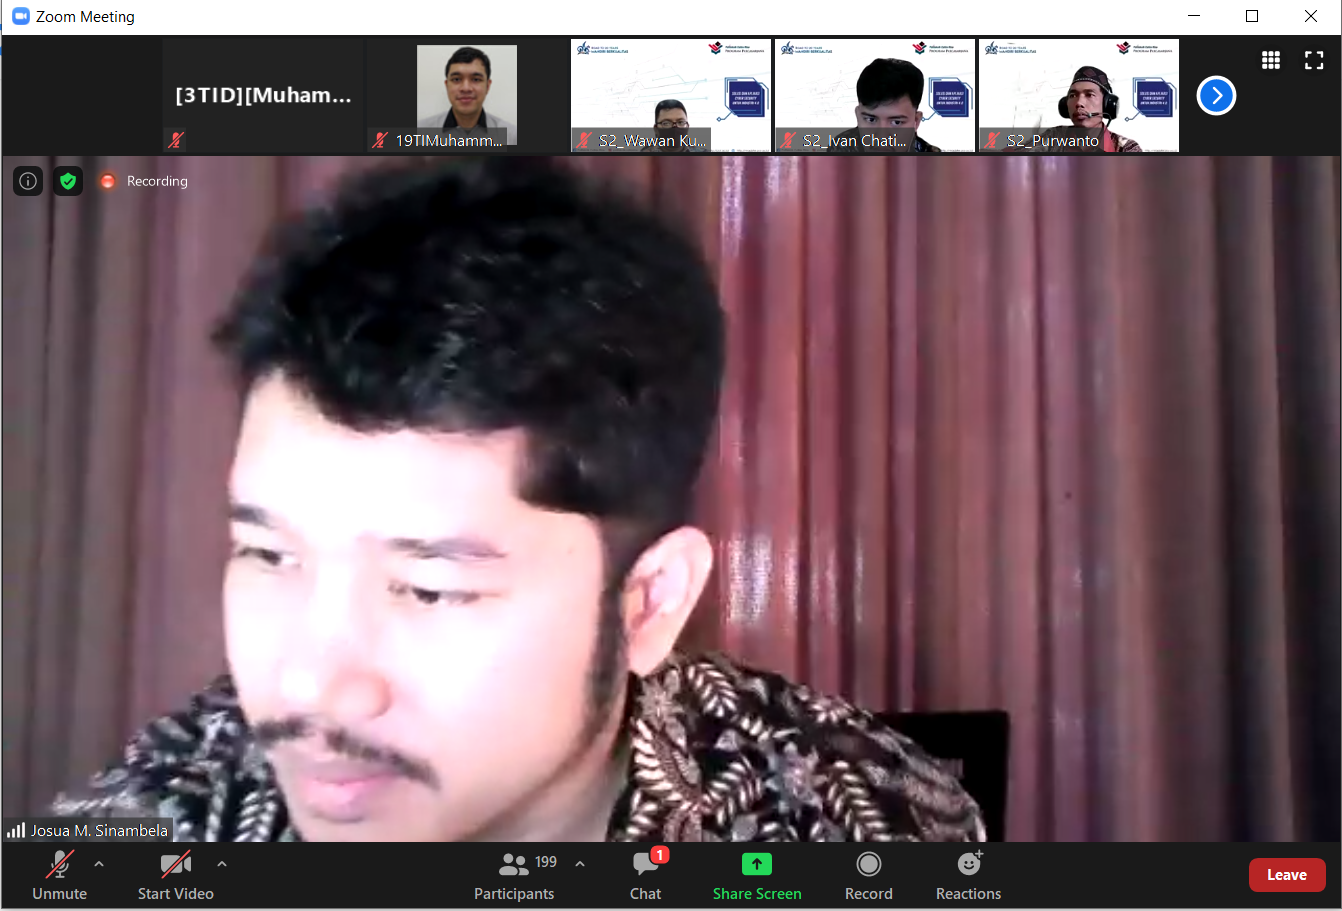 Zoom Meeting
[3TID][Muham...
19TIMuhamm...
S2_Wawan Ku...
S2_Ivan Chati...
S2_Purwanto
Recording
Josua M. Sinambela
Unmute
Start Video
199
Participants
1
Chat
Share Screen
Record
Reactions
Leave